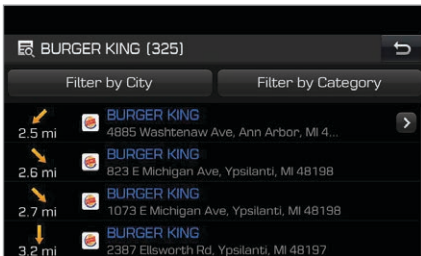 BURGER KING (325)
Filter by City
Filter by Category
BURGER KING
2.5 mi
4885 Washtenaw Ave, Ann Arbor, MI 4...
BURGER KING
2.6 mi
823 E Michigan Ave, Ypsilanti, MI 48198
BURGER KING
2.7 mi
1073 E Michigan Ave, Ypsilanti, MI 48198
BURGER KING
3.2 mi
2387 Ellsworth Rd, Ypsilanti, MI 48197